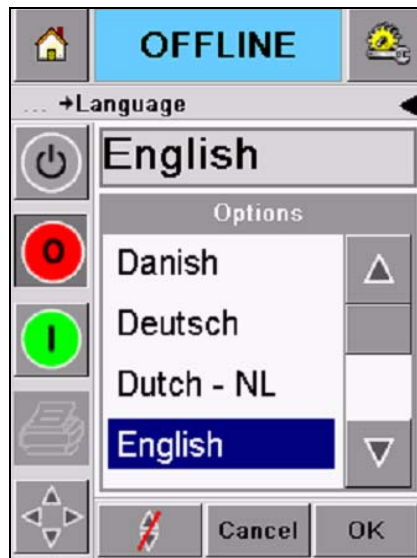 OFFLINE
... →Language
English
Options
O
Danish
Deutsch
I
Dutch - NL
English
Cancel
OK